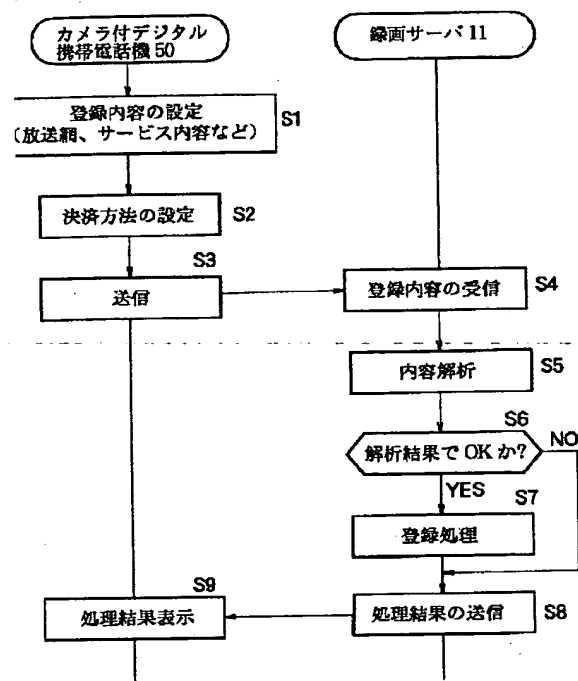 カメラ付デジタル
携帯電話機 50
録画サーバ 11
登録内容の設定
(放送網、サービス内容など)
S1
決済方法の設定
S2
S3
送信
登録内容の受信
S4
内容解析
S5
S6
解析結果で OK か?
NO
YES
S7
登録処理
S9
処理結果表示
処理結果の送信
S8